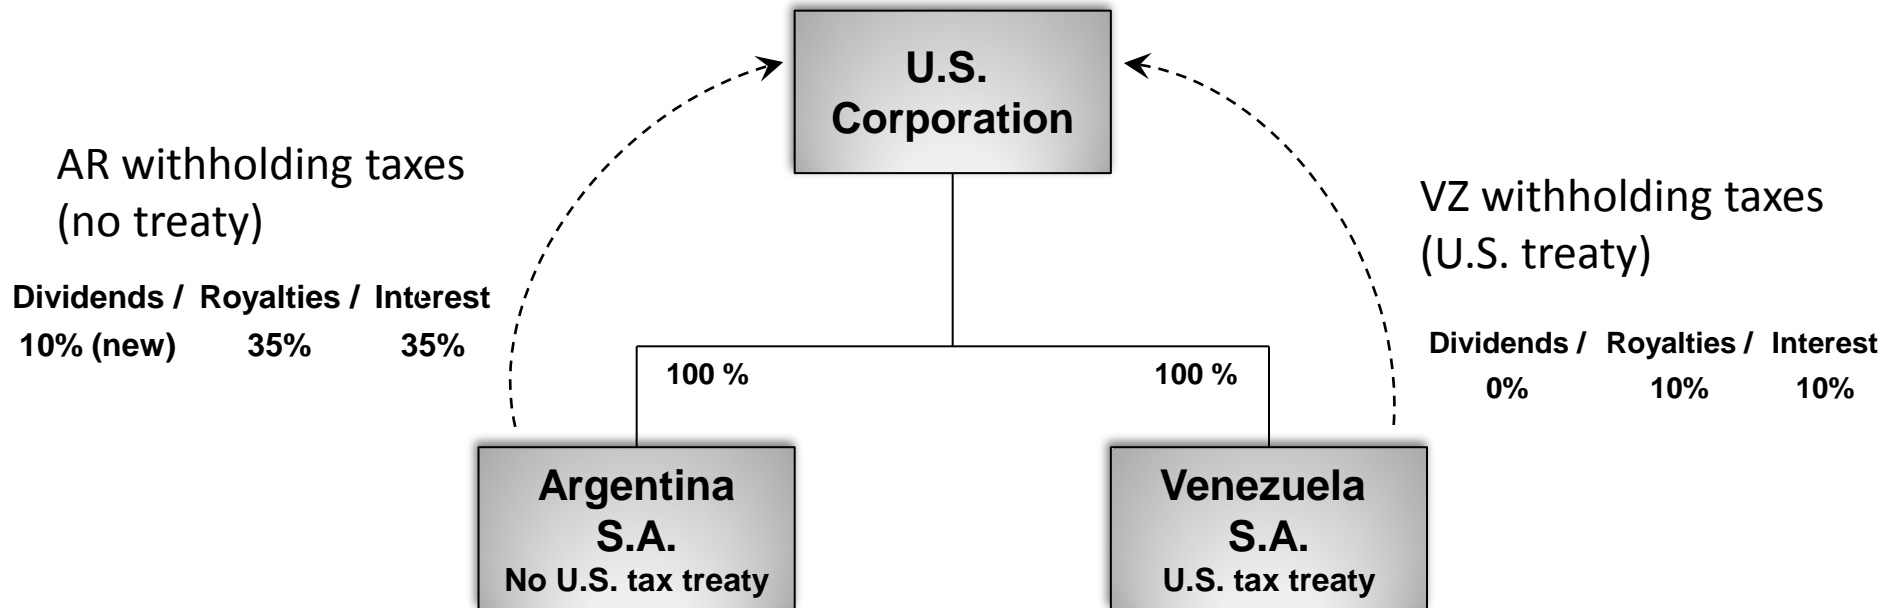 U.S.
Corporation
AR withholding taxes
(no treaty)
Dividends / Royalties / Interest
10% (new) 35% 35%
VZ withholding taxes
(U.S. treaty)
Dividends / Royalties / Interest
0% 10% 10%
100 %
100 %
Argentina
S.A.
No U.S. tax treaty
Venezuela
S.A.
U.S. tax treaty